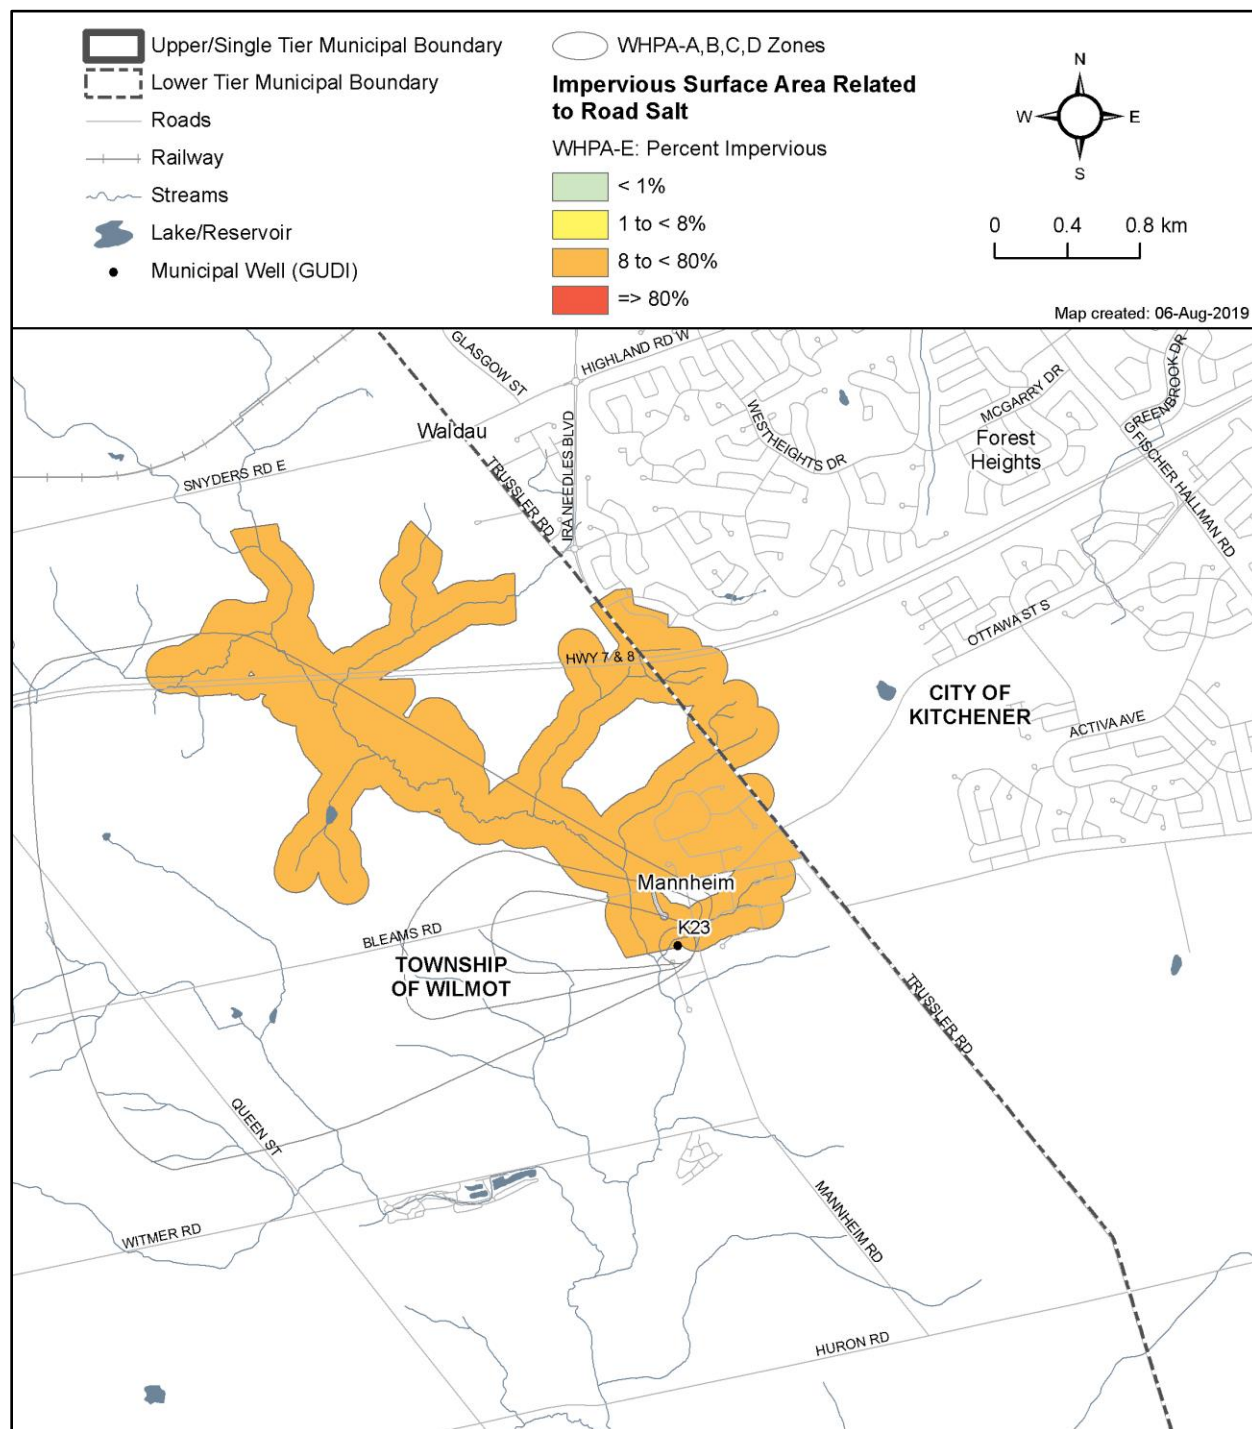 Upper/Single Tier Municipal Boundary
Lower Tier Municipal Boundary
Roads
Railway
Streams
Lake/Reservoir
Municipal Well (GUDI)
WHPA-A,B,C,D Zones
Impervious Surface Area Related
to Road Salt
WHPA-E: Percent Impervious
< 1%
1 to < 8%
8 to < 80%
=> 80%
N
W
E
S
0 0.4 0.8 km
Map created: 06-Aug-2019
GLASGOW ST
HIGHLAND RD W
GREENBROOK DR
MCGARRY DR
WESTHEIGHTS DR
Waldau
IRA NEEDLES BLVD
Forest
Heights
FISCHER HALLMAN RD
TRUSSLER RD
SNYDERS RD E
OTTAWA ST S
HWY 7 & 8
CITY OF
KITCHENER
ACTIVA AVE
Mannheim
K23
BLEAMS RD
TOWNSHIP
OF WILMOT
TRUSSLER RD
QUEEN ST
WITMER RD
MANNHEIM RD
HURON RD